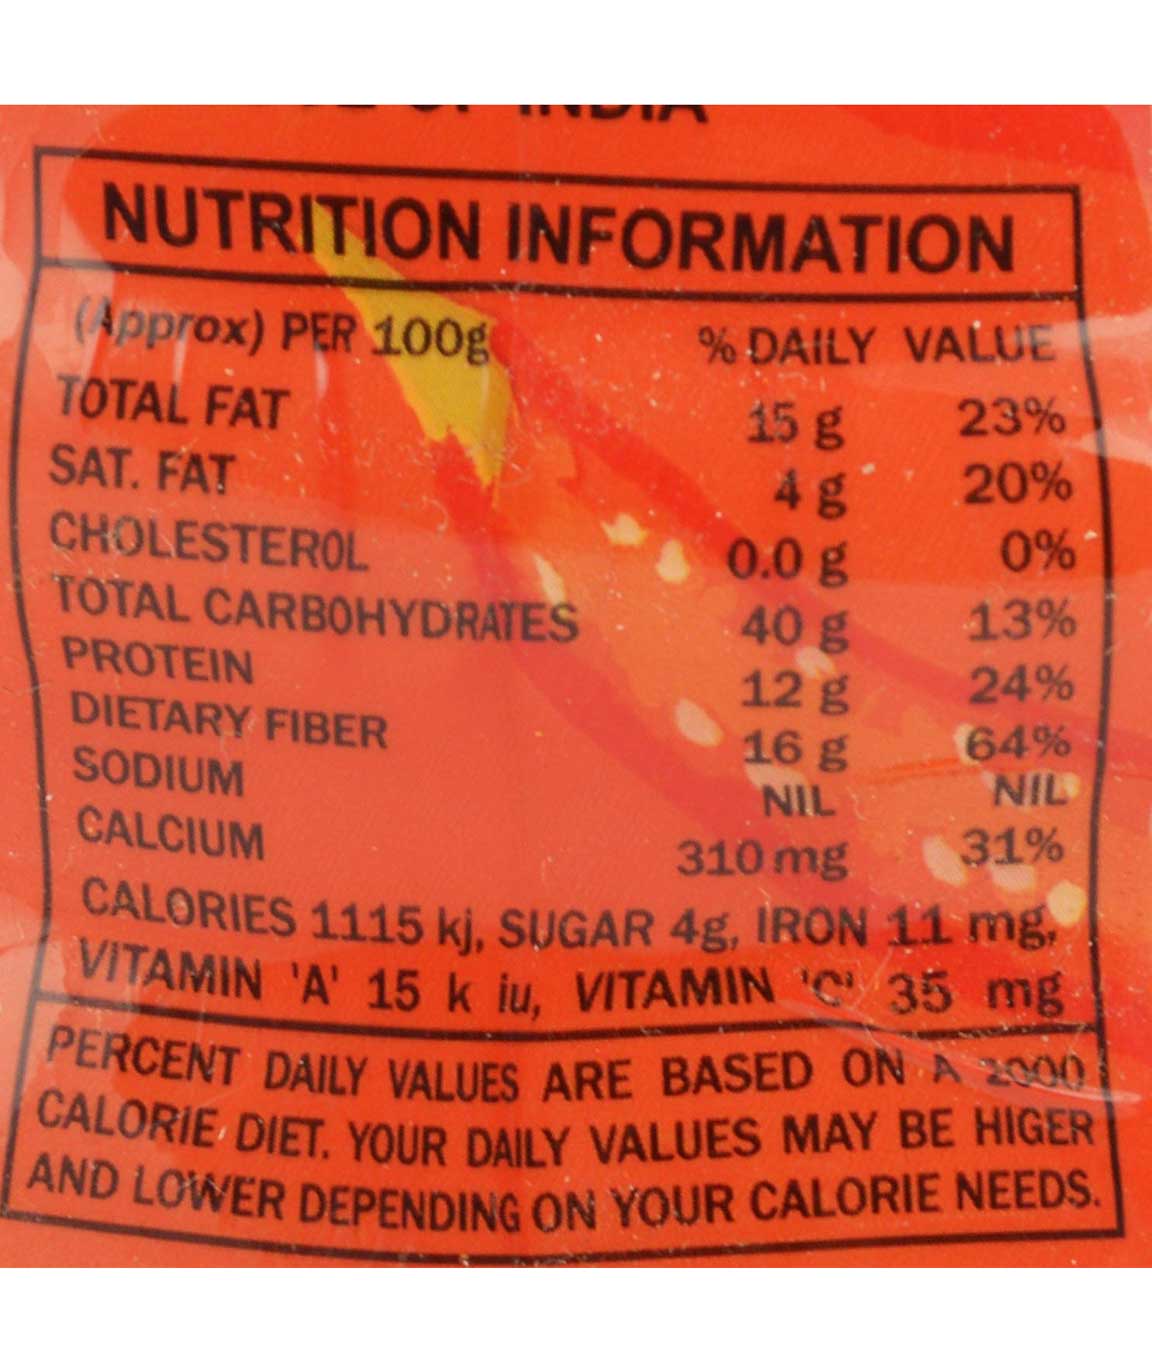 OF INDIA
NUTRITION INFORMATION
(Approx) PER 100g % DAILY VALUE
TOTAL FAT 15 g 23%
SAT. FAT 4 g 20%
CHOLESTEROL 0.0 g 0%
TOTAL CARBOHYDRATES 40 g 13%
PROTEIN 12 g 24%
DIETARY FIBER 16 g 64%
SODIUM NIL NIL
CALCIUM 310 mg 31%
CALORIES 1115 kj, SUGAR 4g, IRON 11 mg,
VITAMIN 'A' 15 k iu, VITAMIN 'C' 35 mg
PERCENT DAILY VALUES ARE BASED ON A 2000
CALORIE DIET. YOUR DAILY VALUES MAY BE HIGER
AND LOWER DEPENDING ON YOUR CALORIE NEEDS.